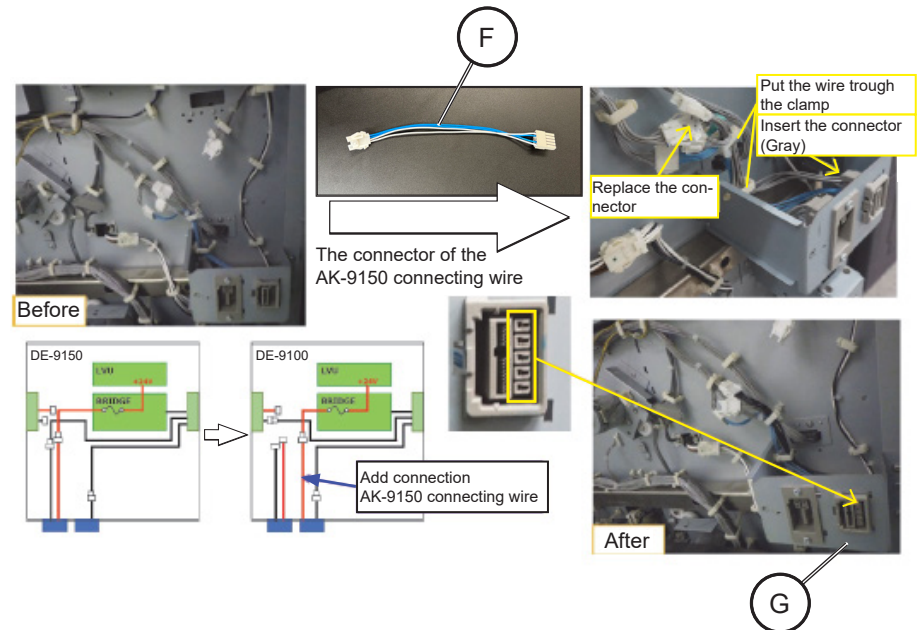 F
Put the wire trough
the clamp
Insert the connector
(Gray)
Replace the con-
nector
The connector of the
AK-9150 connecting wire
Before
DE-9150
LVU
+24V
BRIDGE
DE-9100
LVU
+24V
BRIDGE
Add connection
AK-9150 connecting wire
After
G